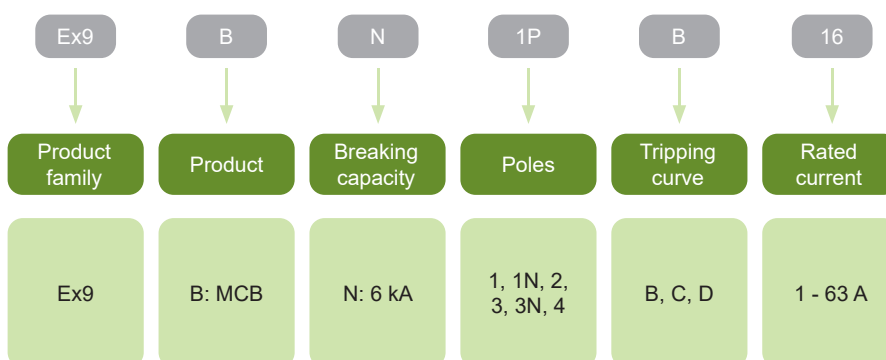 Ex9 B N 1P B 16
Product family
Product
Breaking capacity
Poles
Tripping curve
Rated current
Ex9
B: MCB
N: 6 kA
1, 1N, 2,
3, 3N, 4
B, C, D
1 - 63 A